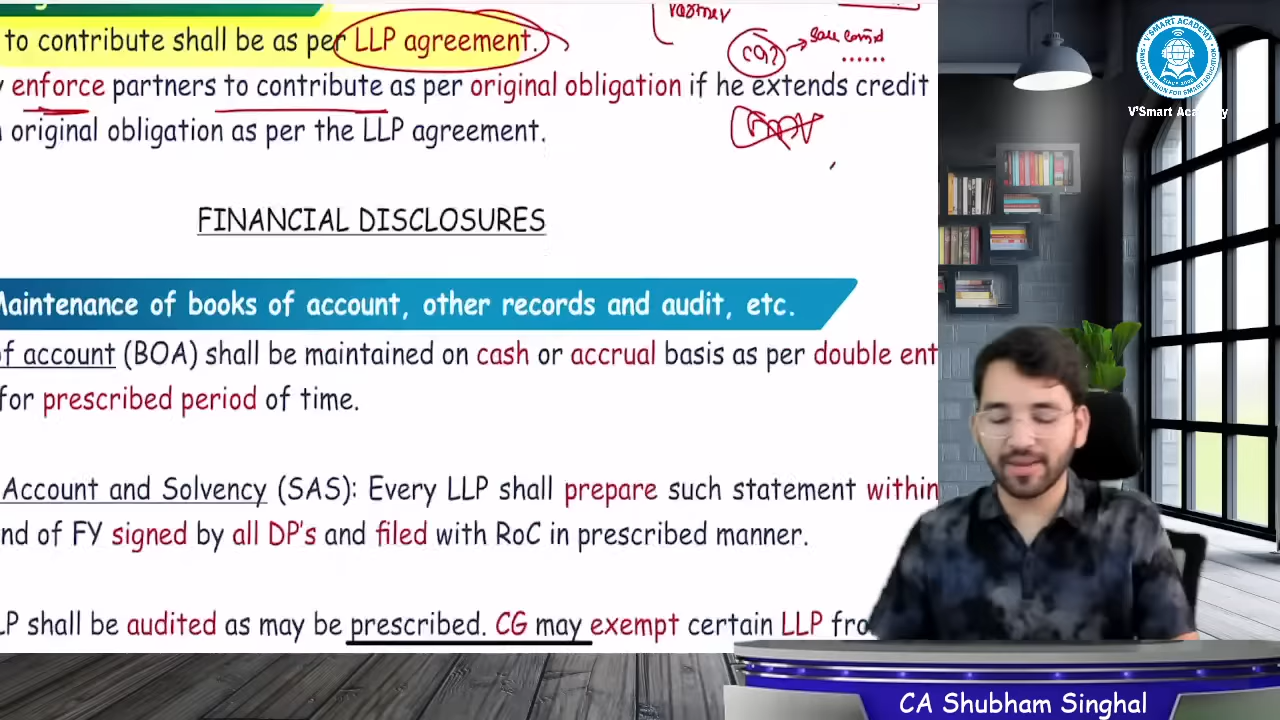 Partner
to contribute shall be as per LLP agreement.
enforce partners to contribute as per original obligation if he extends credit
original obligation as per the LLP agreement.
V'SMART ACADEMY
V'Smart Academy
FINANCIAL DISCLOSURES
Maintenance of books of account, other records and audit, etc.
of account (BOA) shall be maintained on cash or accrual basis as per double ent
for prescribed period of time.
Account and Solvency (SAS): Every LLP shall prepare such statement within
nd of FY signed by all DP's and filed with RoC in prescribed manner.
LP shall be audited as may be prescribed. CG may exempt certain LLP fro
CA Shubham Singhal